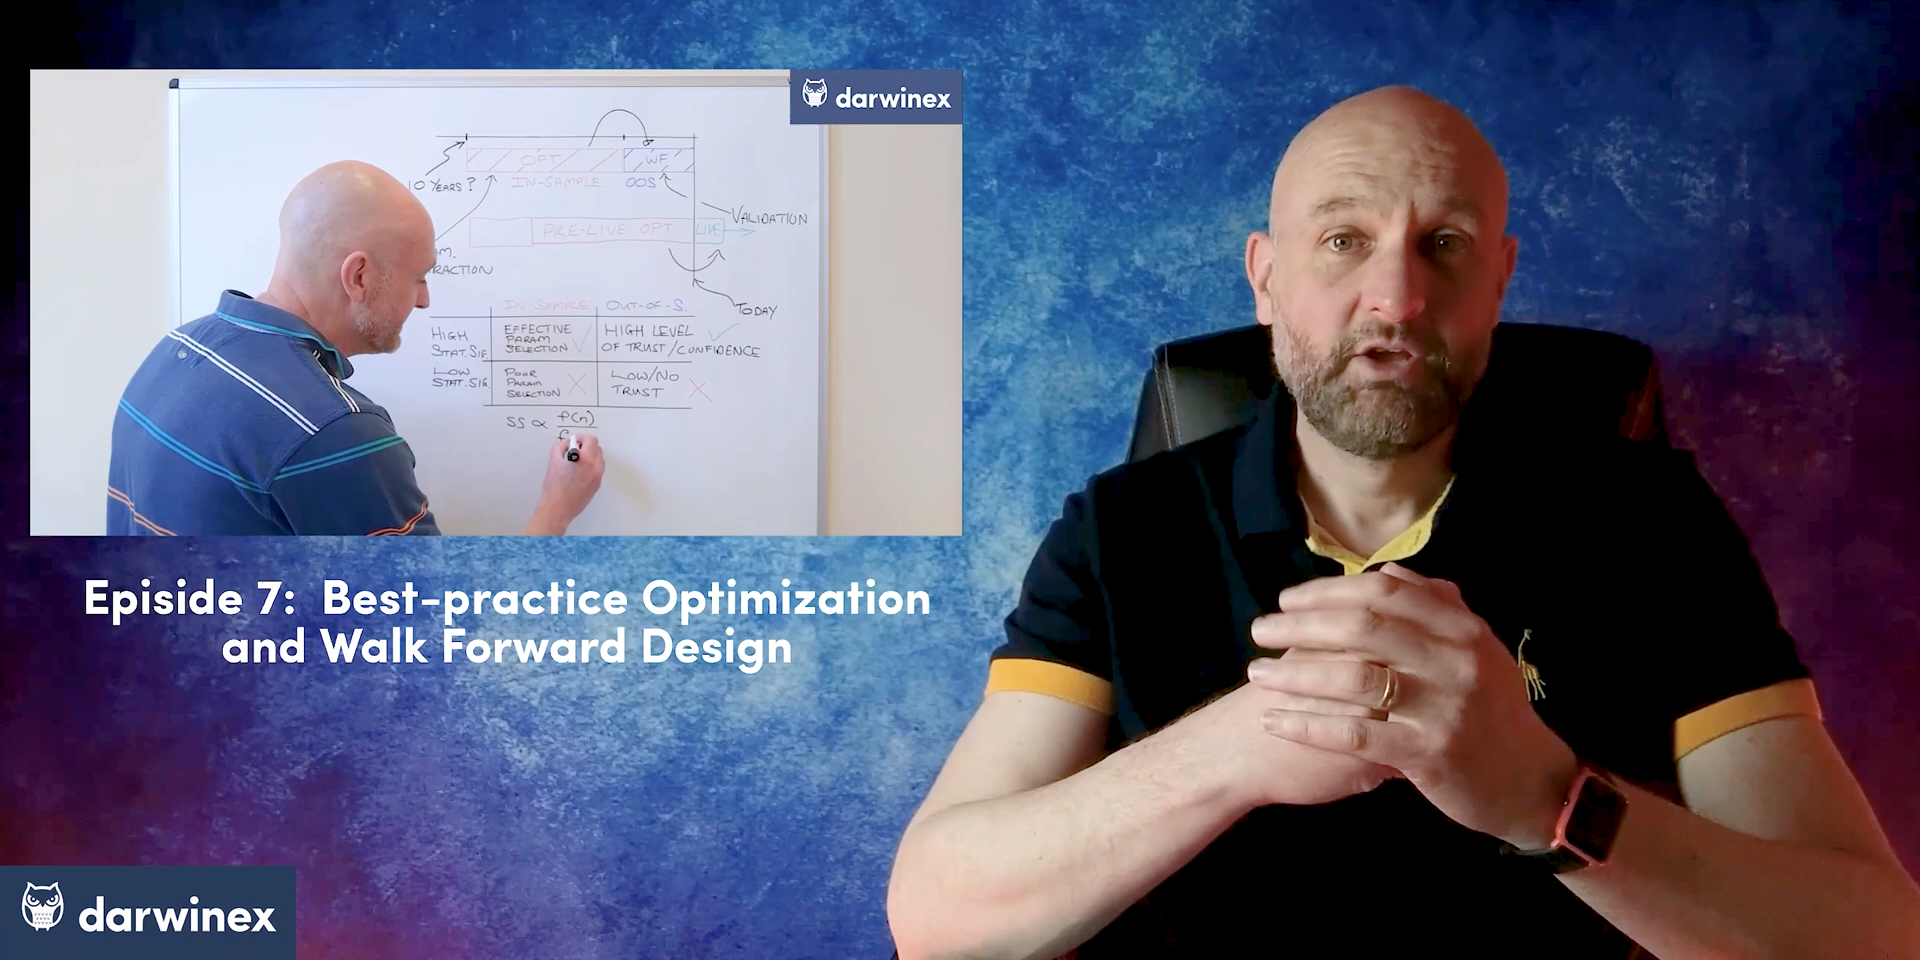 darwinex
OPT
WF
10 YEARS?
IN-SAMPLE
OOS
VALIDATION
PRE-LIVE OPT
LIVE
TODAY
IN-SAMPLE
OUT-OF-S.
HIGH
STAT. SIG.
EFFECTIVE
PARAM
SELECTION
HIGH LEVEL
OF TRUST/CONFIDENCE
LOW
STAT. SIG.
POOR
PARAM
SELECTION
LOW/NO
TRUST
SS ∝ f(n)
Episide 7: Best-practice Optimization
and Walk Forward Design
darwinex